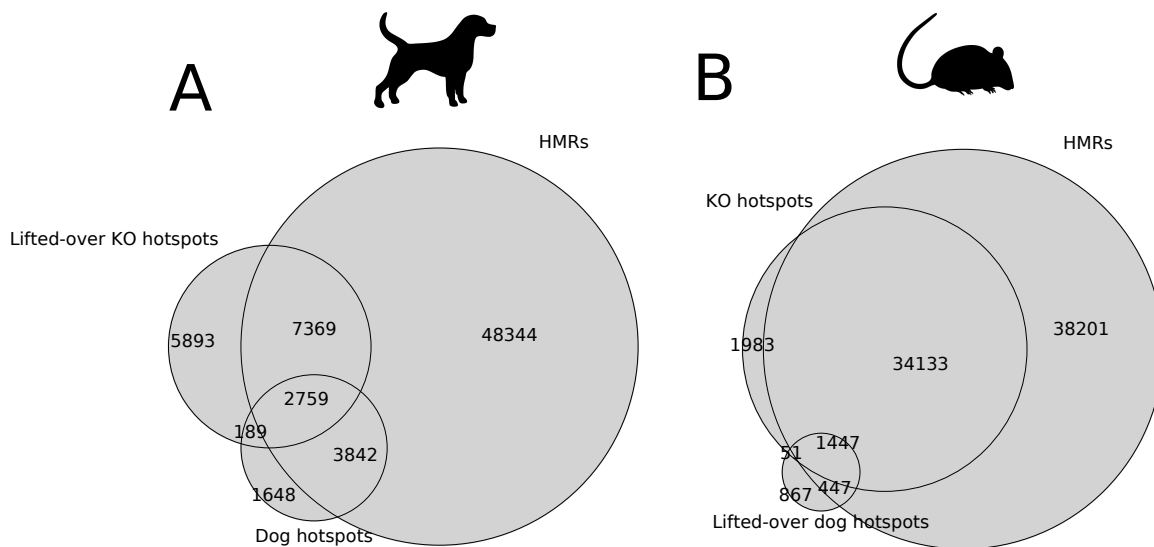 A
HMRs
Lifted-over KO hotspots
5893
7369
48344
2759
189
3842
1648
Dog hotspots
B
HMRs
KO hotspots
1983
34133
38201
1447
51
447
867
Lifted-over dog hotspots